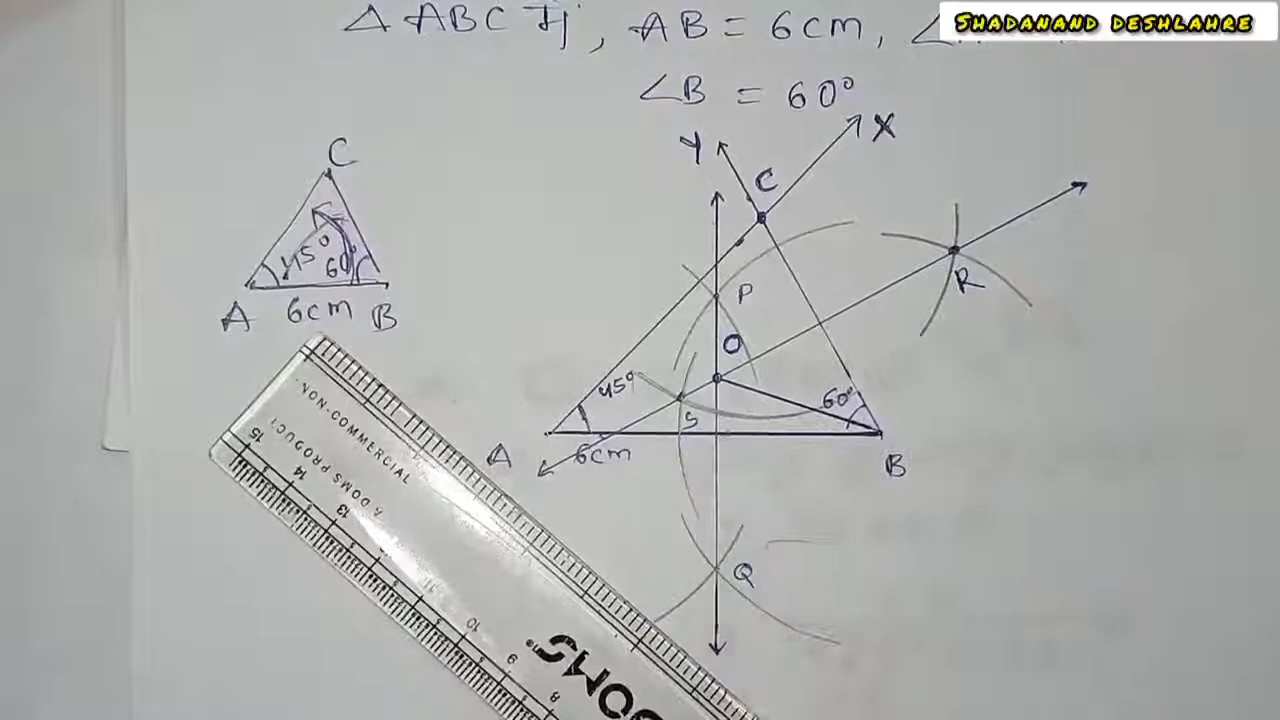 SHADANAND DESHLAHRE
△ ABC में, AB = 6cm,
∠B = 60°
Y
X
C
C
P
R
45°
60°
O
45°
60°
S
A
6cm
B
A
6cm
B
Q
NON-COMMERCIAL
A DOMS PRODUCT
15
14
13
11
10
9
8
DOMS